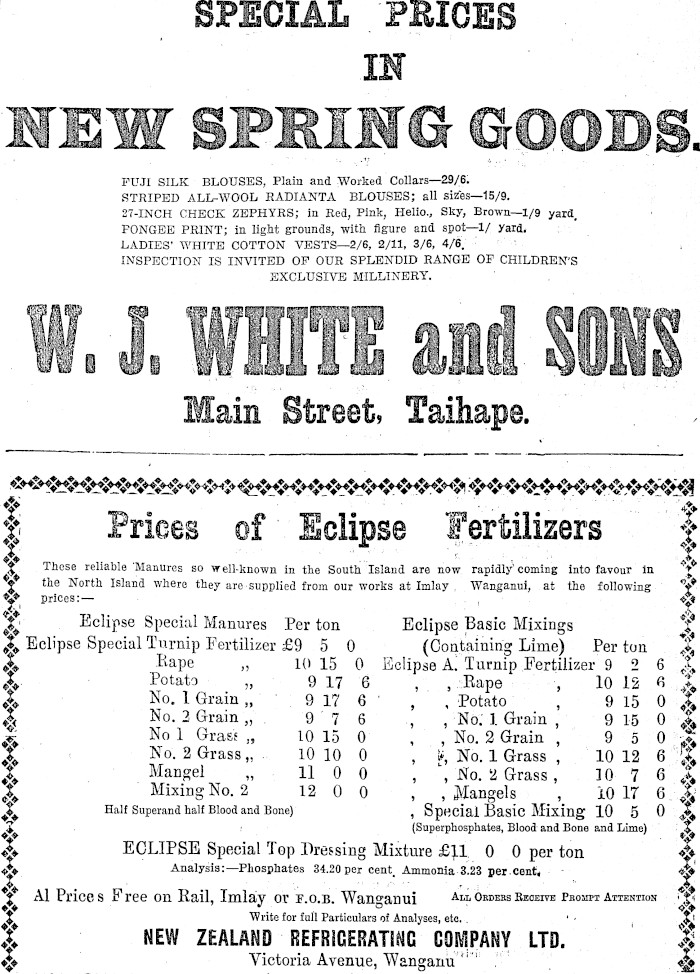 SPECIAL PRICES
IN
NEW SPRING GOODS.
FUJI SILK BLOUSES, Plain and Worked Collars—29/6.
STRIPED ALL-WOOL RADIANTA BLOUSES; all sizes—15/9.
27-INCH CHECK ZEPHYRS; in Red, Pink, Helio., Sky, Brown—1/9 yard.
PONGEE PRINT; in light grounds, with figure and spot—1/ yard.
LADIES' WHITE COTTON VESTS—2/6, 2/11, 3/6, 4/6.
INSPECTION IS INVITED OF OUR SPLENDID RANGE OF CHILDREN'S
EXCLUSIVE MILLINERY.
W. J. WHITE and SONS
Main Street, Taihape.
Prices of Eclipse Fertilizers
These reliable Manures so well-known in the South Island are now rapidly coming into favour in
the North Island where they are supplied from our works at Imlay Wanganui, at the following
prices:—
Eclipse Special Manures Per ton
Eclipse Special Turnip Fertilizer £9 5 0
Rape „ 10 15 0
Potato „ 9 17 6
No. 1 Grain „ 9 17 6
No. 2 Grain „ 9 7 6
No 1 Grass „ 10 15 0
No. 2 Grass „ 10 10 0
Mangel „ 11 0 0
Mixing No. 2 12 0 0
Half Superand half Blood and Bone)
Eclipse Basic Mixings
(Containing Lime) Per ton
Eclipse A. Turnip Fertilizer 9 2 6
, , Rape , 10 12 6
, , Potato , 9 15 0
, , No. 1 Grain , 9 15 0
, , No. 2 Grain , 9 5 0
, , No. 1 Grass , 10 12 6
, , No. 2 Grass , 10 7 6
, , Mangels , 10 17 6
, Special Basic Mixing 10 5 0
(Superphosphates, Blood and Bone and Lime)
ECLIPSE Special Top Dressing Mixture £11 0 0 per ton
Analysis:—Phosphates 34.20 per cent. Ammonia 3.23 per cent.
Al Prices Free on Rail, Imlay or F.O.B. Wanganui ALL ORDERS RECEIVE PROMPT ATTENTION
Write for full Particulars of Analyses, etc.
NEW ZEALAND REFRIGERATING COMPANY LTD.
Victoria Avenue, Wanganu